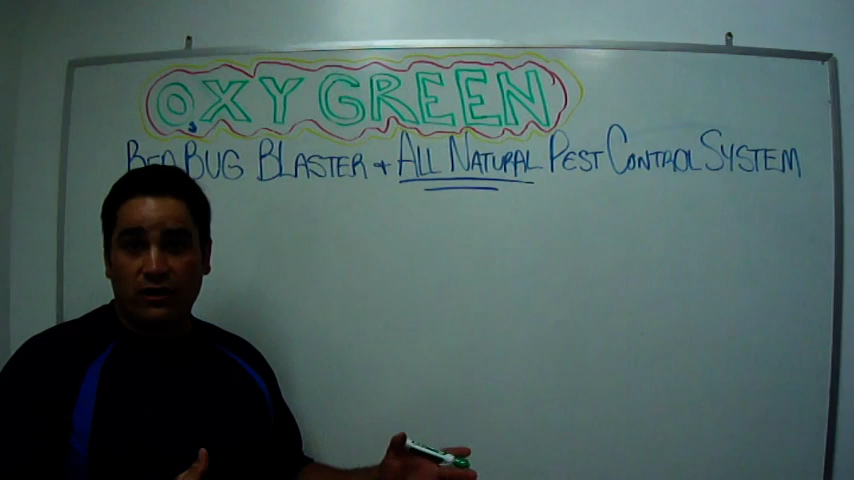 OXYGREEN
BED BUG BLASTER + ALL NATURAL PEST CONTROL SYSTEM